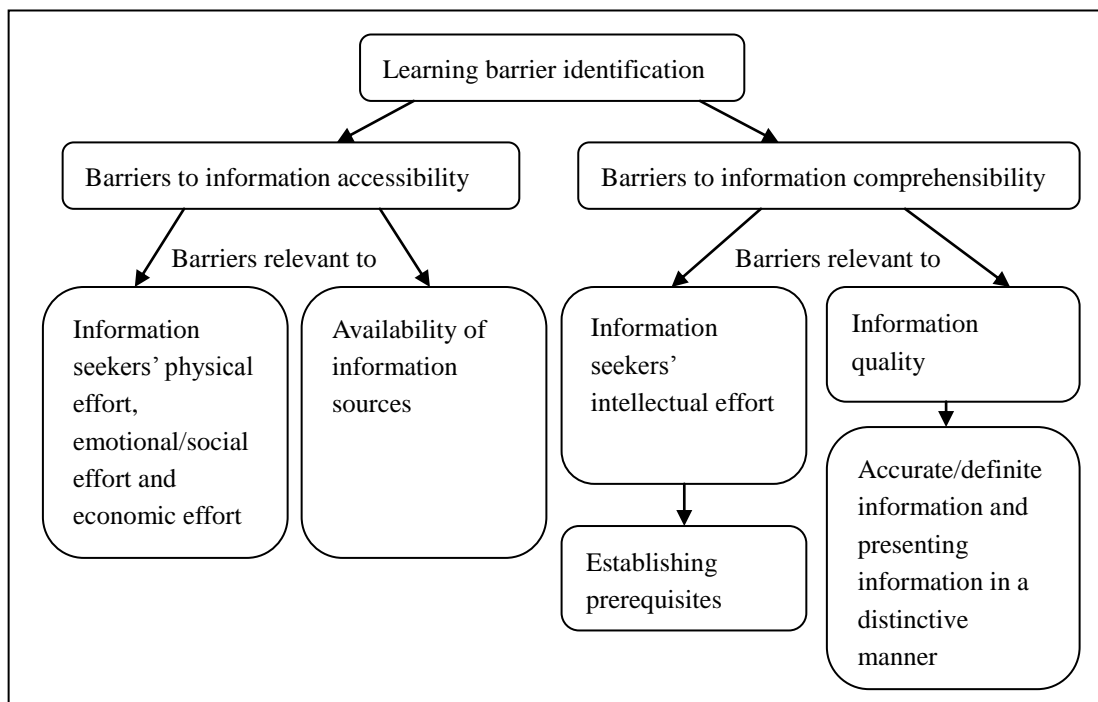 Learning barrier identification
Barriers to information accessibility
Barriers to information comprehensibility
Barriers relevant to
Barriers relevant to
Information
seekers’ physical
effort,
emotional/social
effort and
economic effort
Availability of
information
sources
Information
seekers’
intellectual effort
Information
quality
Establishing
prerequisites
Accurate/definite
information and
presenting
information in a
distinctive
manner